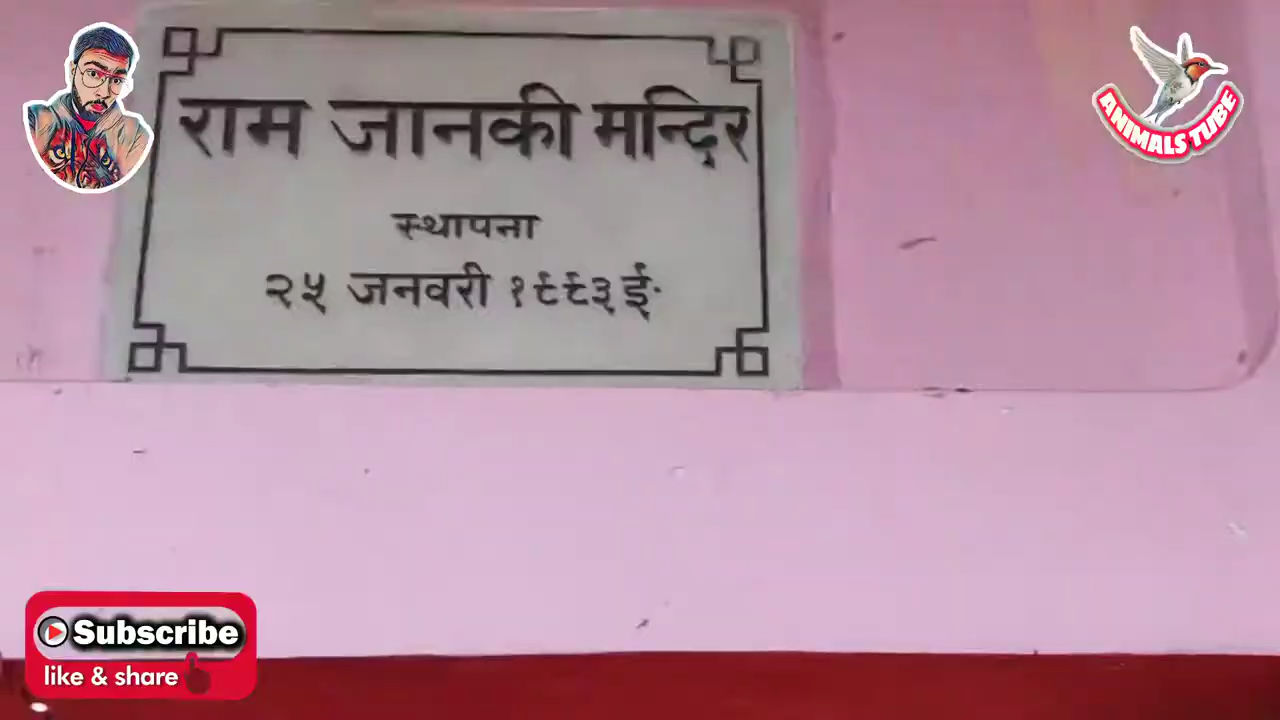 राम जानकी मन्दिर
स्थापना
२५ जनवरी १९९३ ई॰
ANIMALS TUBE
Subscribe
like & share